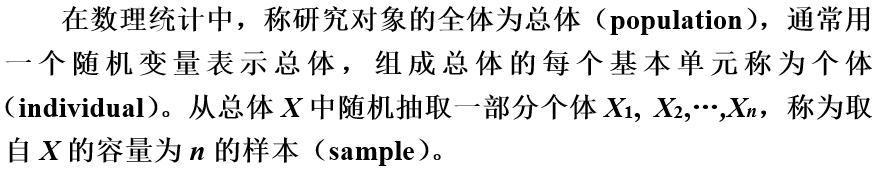 在数理统计中，称研究对象的全体为总体（population），通常用
一个随机变量表示总体，组成总体的每个基本单元称为个体
（individual）。从总体 X 中随机抽取一部分个体 X1, X2,···,Xn，称为取
自 X 的容量为 n 的样本（sample）。